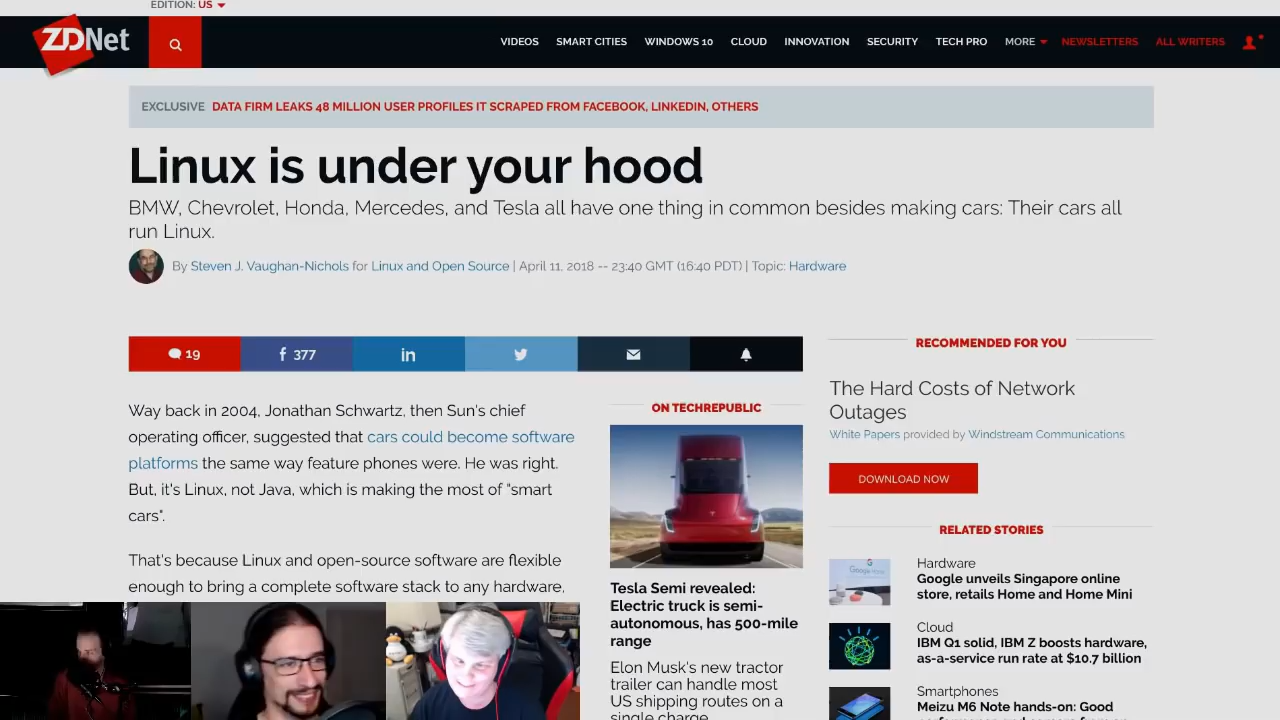 EDITION: US
ZDNet
VIDEOS SMART CITIES WINDOWS 10 CLOUD INNOVATION SECURITY TECH PRO MORE NEWSLETTERS ALL WRITERS
EXCLUSIVE DATA FIRM LEAKS 48 MILLION USER PROFILES IT SCRAPED FROM FACEBOOK, LINKEDIN, OTHERS
Linux is under your hood
BMW, Chevrolet, Honda, Mercedes, and Tesla all have one thing in common besides making cars: Their cars all
run Linux.
By Steven J. Vaughan-Nichols for Linux and Open Source | April 11, 2018 -- 23:40 GMT (16:40 PDT) | Topic: Hardware
19 f 377 in
Way back in 2004, Jonathan Schwartz, then Sun's chief
operating officer, suggested that cars could become software
platforms the same way feature phones were. He was right.
But, it's Linux, not Java, which is making the most of "smart
cars".
That's because Linux and open-source software are flexible
enough to bring a complete software stack to any hardware,
ON TECHREPUBLIC
Tesla Semi revealed:
Electric truck is semi-
autonomous, has 500-mile
range
Elon Musk's new tractor
trailer can handle most
US shipping routes on a
single charge
RECOMMENDED FOR YOU
The Hard Costs of Network
Outages
White Papers provided by Windstream Communications
DOWNLOAD NOW
RELATED STORIES
Hardware
Google unveils Singapore online
store, retails Home and Home Mini
Cloud
IBM Q1 solid, IBM Z boosts hardware,
as-a-service run rate at $10.7 billion
Smartphones
Meizu M6 Note hands-on: Good